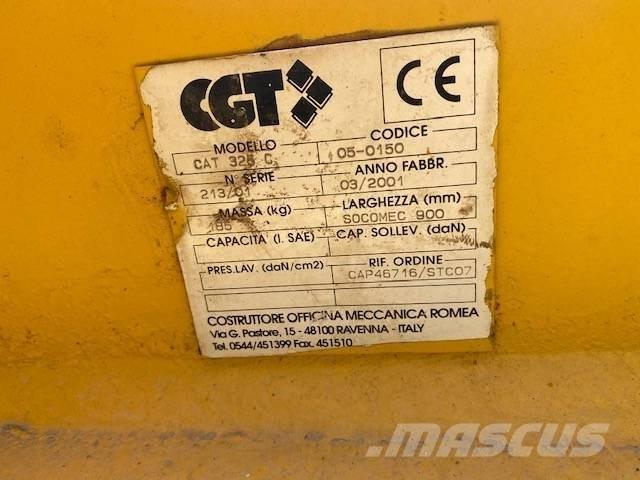 CGT CE
MODELLO CODICE
CAT 325 C 05-0150
N. SERIE ANNO FABBR.
213/01 03/2001
MASSA (kg) LARGHEZZA (mm)
185 SOCOMEC 900
CAPACITA (I. SAE) CAP. SOLLEV. (daN)
PRES.LAV. (daN/cm2) RIF. ORDINE
CAP46716/STC07
COSTRUTTORE OFFICINA MECCANICA ROMEA
Via G. Pastore, 15 - 48100 RAVENNA - ITALY
Tel. 0544/451399 Fax. 451510
MASCUS